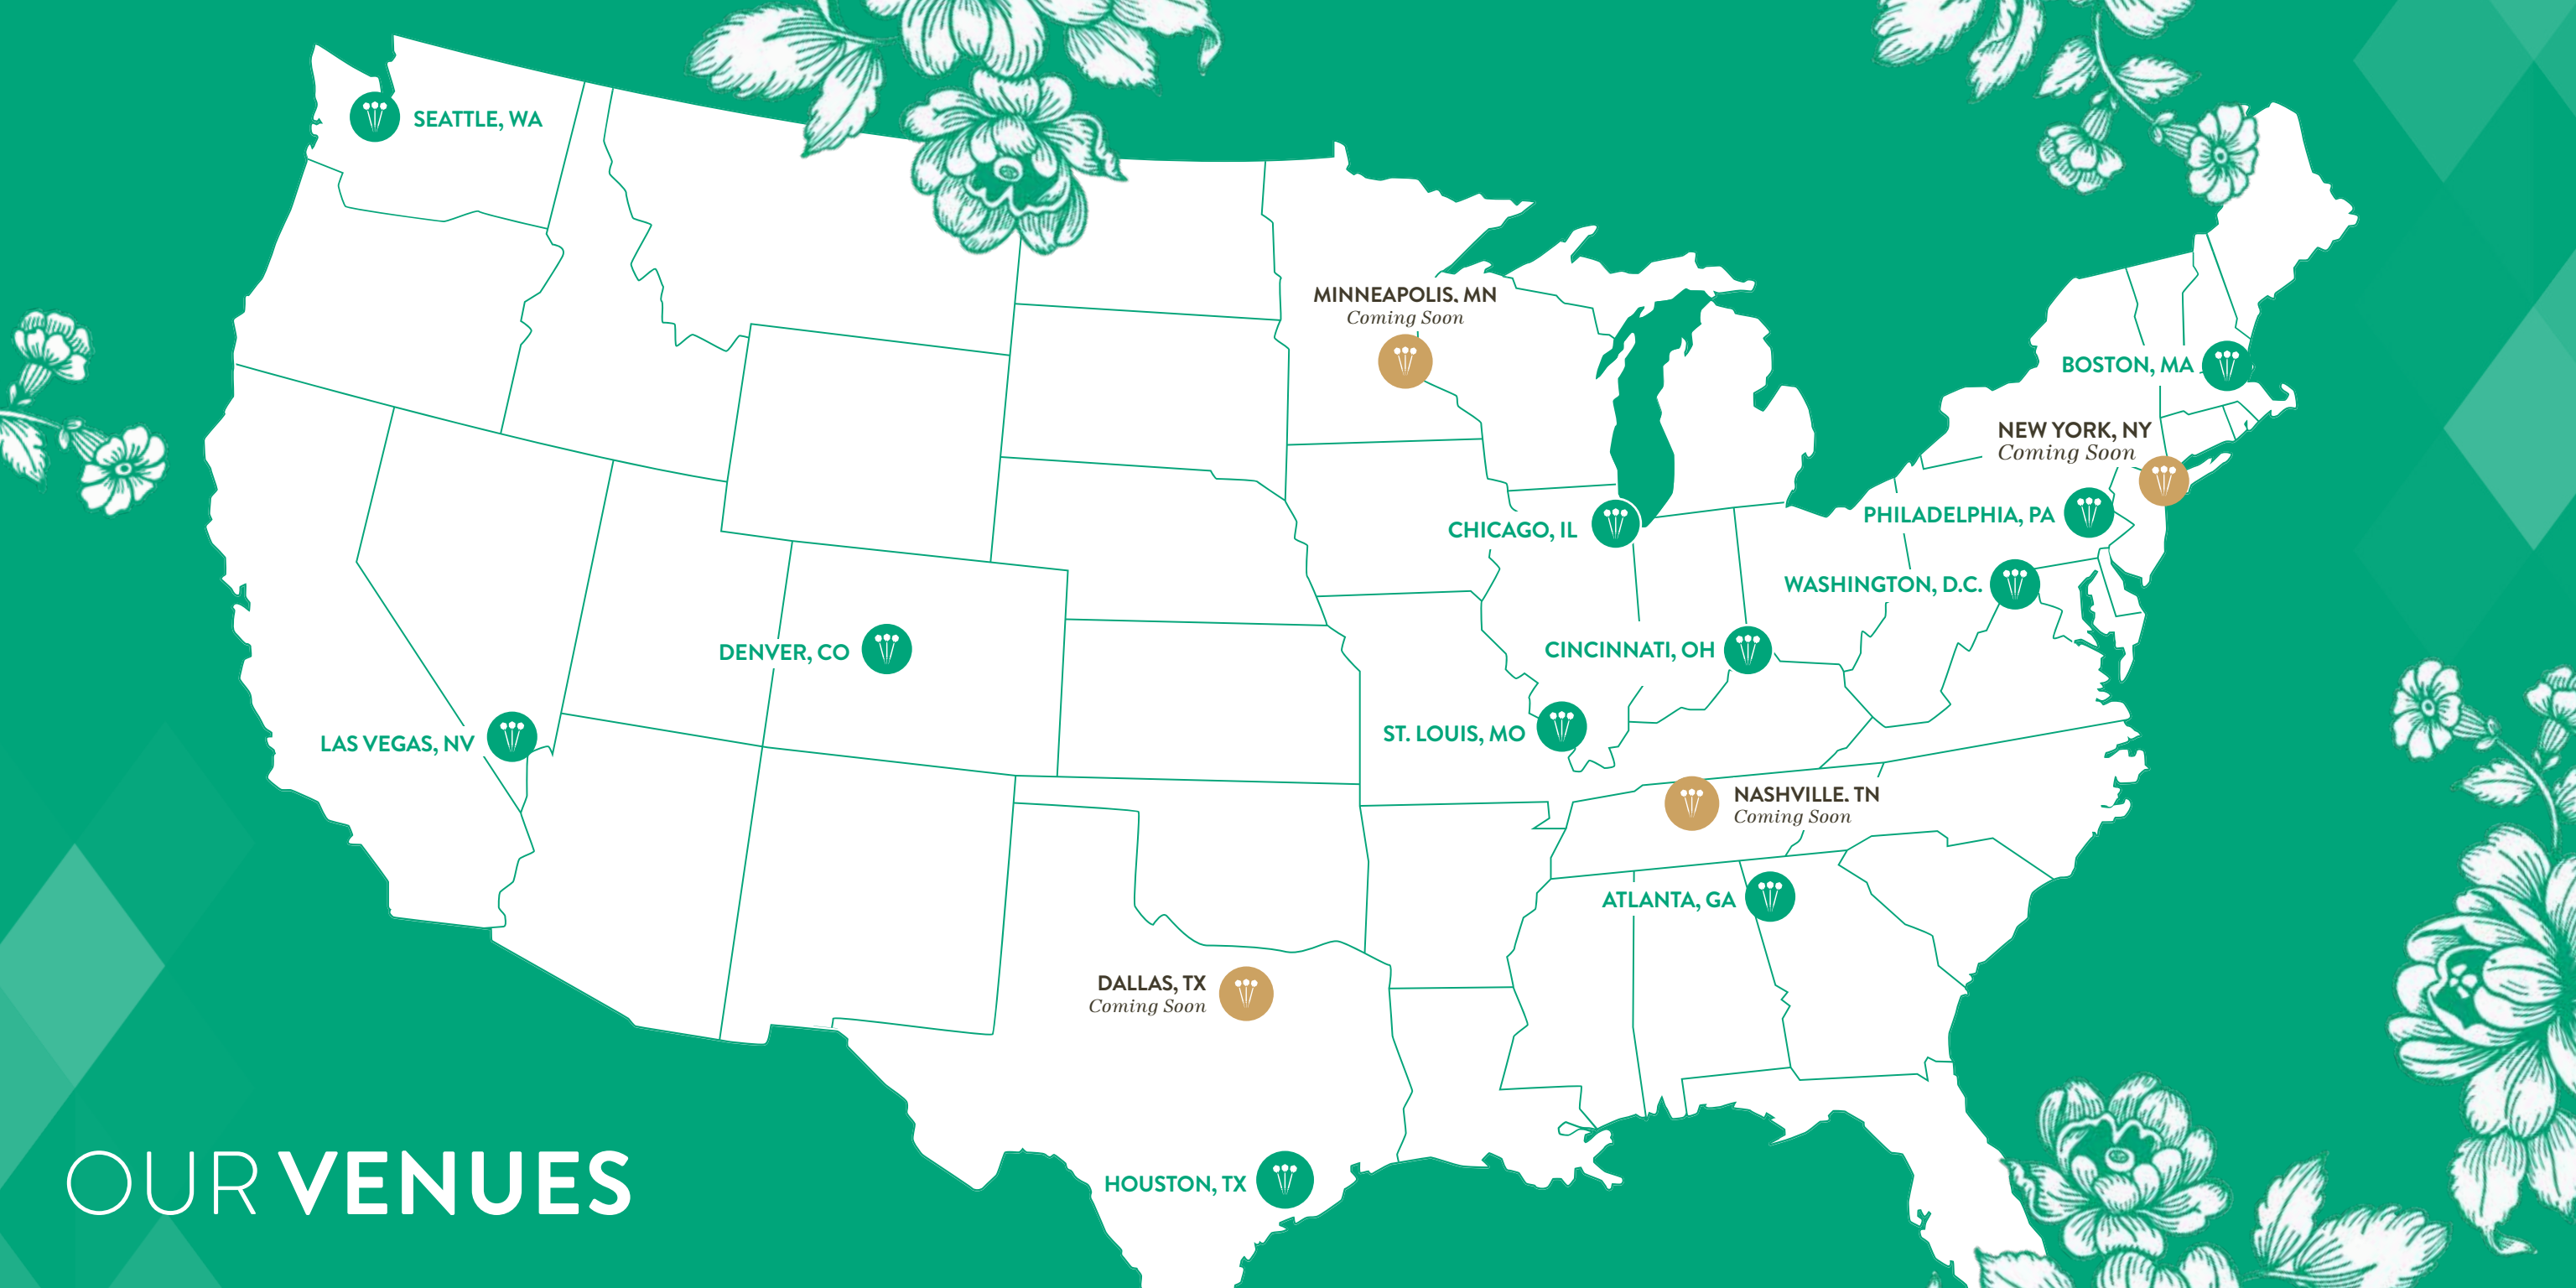 SEATTLE, WA
MINNEAPOLIS, MN
Coming Soon
BOSTON, MA
NEW YORK, NY
Coming Soon
PHILADELPHIA, PA
CHICAGO, IL
WASHINGTON, D.C.
DENVER, CO
CINCINNATI, OH
LAS VEGAS, NV
ST. LOUIS, MO
NASHVILLE. TN
Coming Soon
ATLANTA, GA
DALLAS, TX
Coming Soon
HOUSTON, TX
OUR VENUES